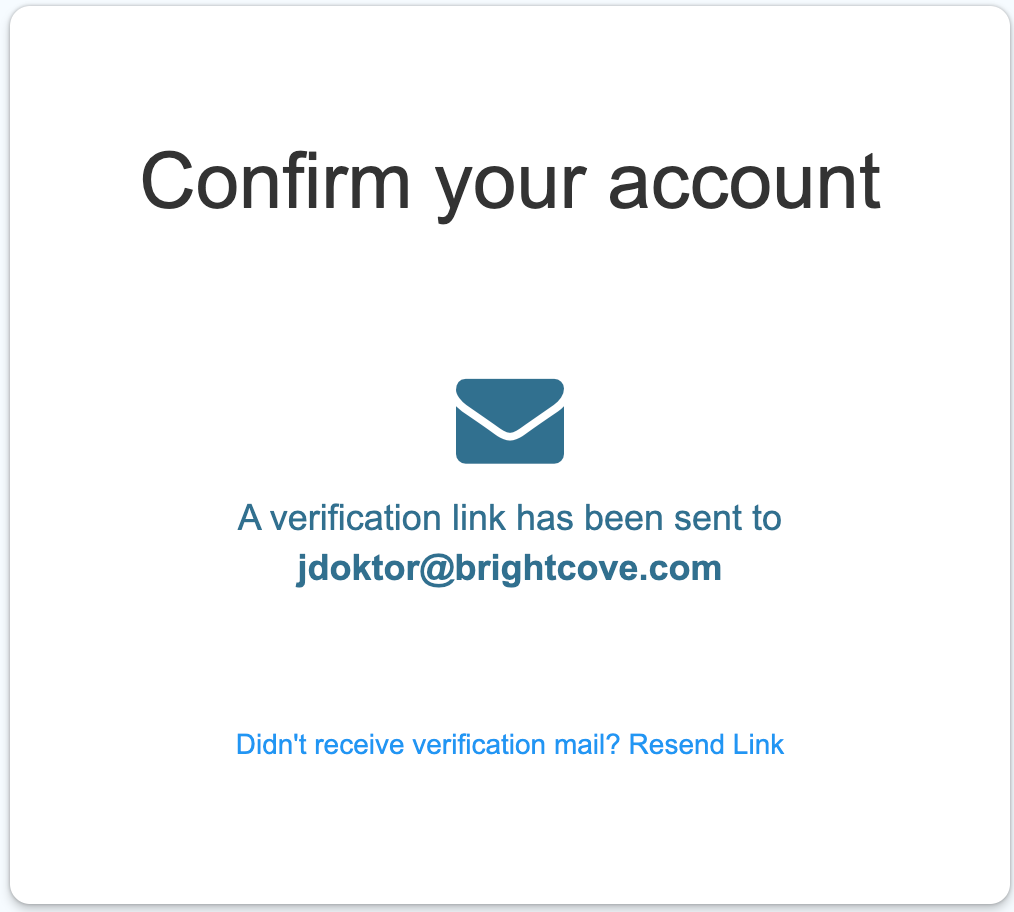 Confirm your account
A verification link has been sent to
jdoktor@brightcove.com
Didn't receive verification mail? Resend Link